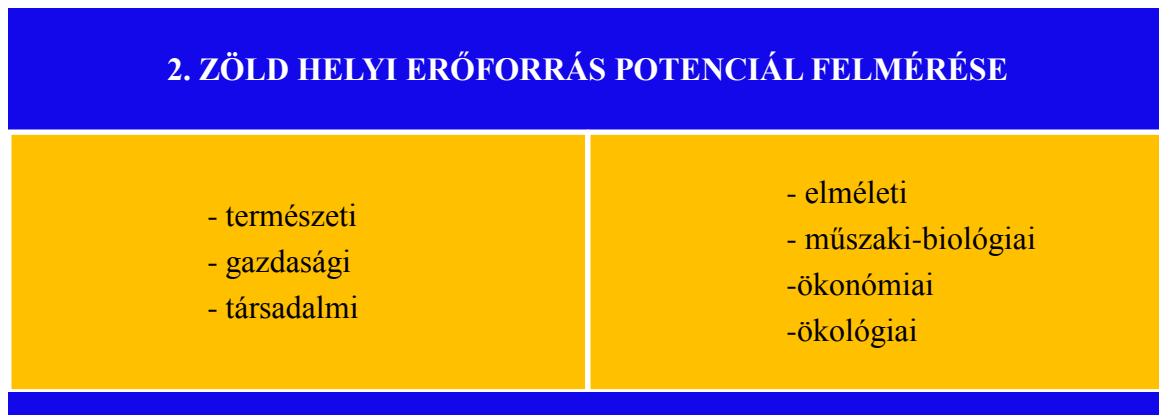 2. ZÖLD HELYI ERŐFORRÁS POTENCIÁL FELMÉRÉSE
- természeti
- gazdasági
- társadalmi
- elméleti
- műszaki-biológiai
-ökonómiai
-ökológiai